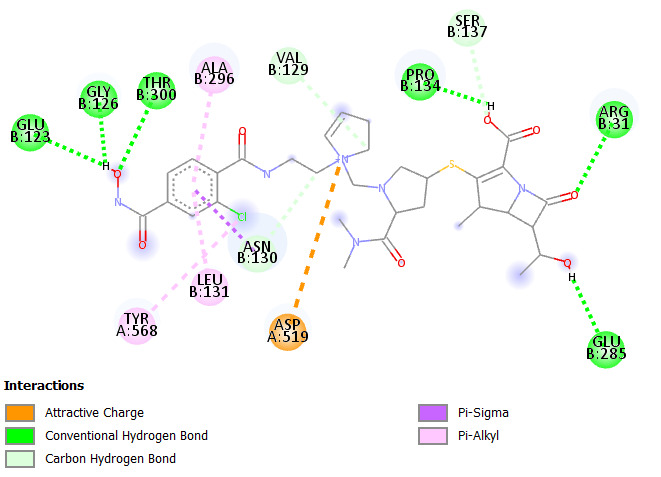 SER
B:137
VAL
B:129
ALA
B:296
PRO
B:134
THR
B:300
GLY
B:126
ARG
B:31
GLU
B:123
H
H
O
O
O
O
S
N
N
N
N
O
O
N
Cl
N
O
O
O
H
ASN
B:130
LEU
B:131
TYR
A:568
ASP
A:519
GLU
B:285
Interactions
Attractive Charge
Pi-Sigma
Conventional Hydrogen Bond
Pi-Alkyl
Carbon Hydrogen Bond